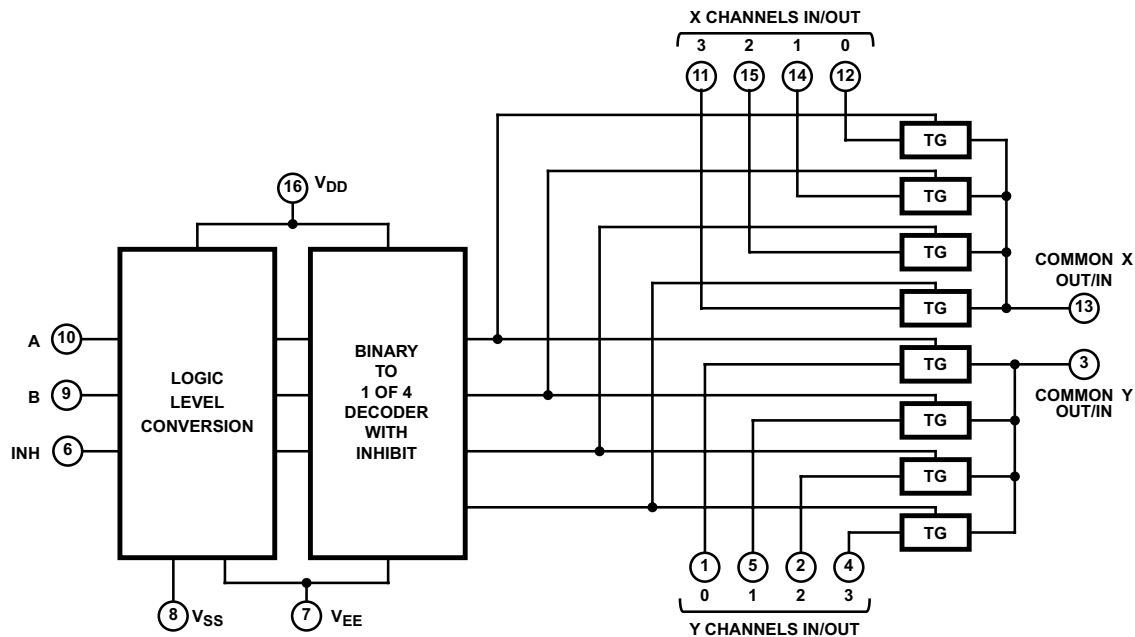 X CHANNELS IN/OUT
3 2 1 0
11 15 14 12
TG
16 VDD
TG
TG
COMMON X
OUT/IN
TG
13
A 10
BINARY
TO
1 OF 4
DECODER
WITH
INHIBIT
LOGIC
LEVEL
CONVERSION
TG
3
B 9
COMMON Y
OUT/IN
TG
INH 6
TG
TG
1 5 2 4
0 1 2 3
8 VSS
7 VEE
Y CHANNELS IN/OUT